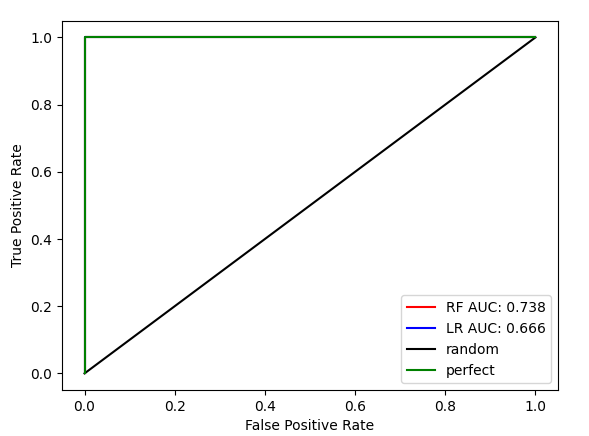 1.0
0.8
0.6
0.4
0.2
0.0
True Positive Rate
RF AUC: 0.738
LR AUC: 0.666
random
perfect
0.0 0.2 0.4 0.6 0.8 1.0
False Positive Rate